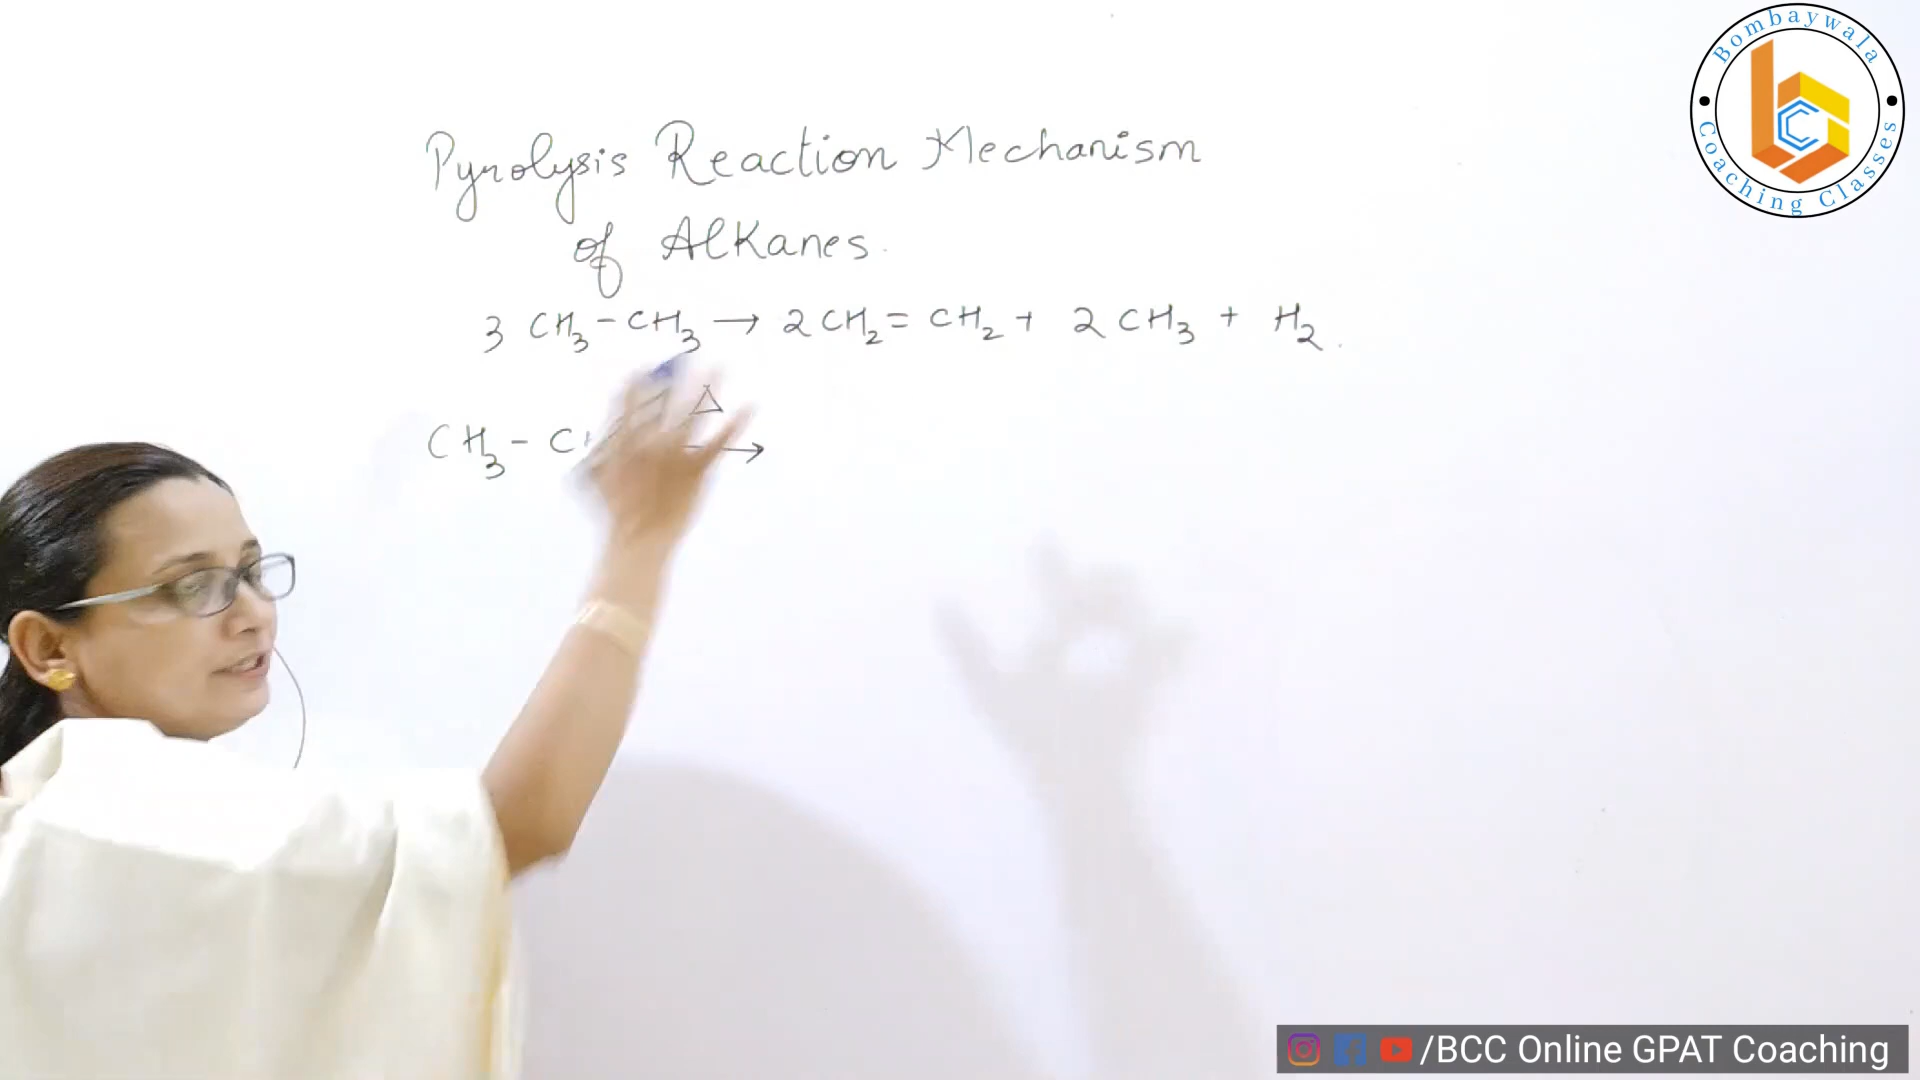 Bombaywala
Coaching Classes
Pyrolysis Reaction Mechanism
of Alkanes.
3 CH₃ - CH₃ → 2 CH₂ = CH₂ + 2 CH₃ + H₂.
CH₃ - C Δ →
/BCC Online GPAT Coaching